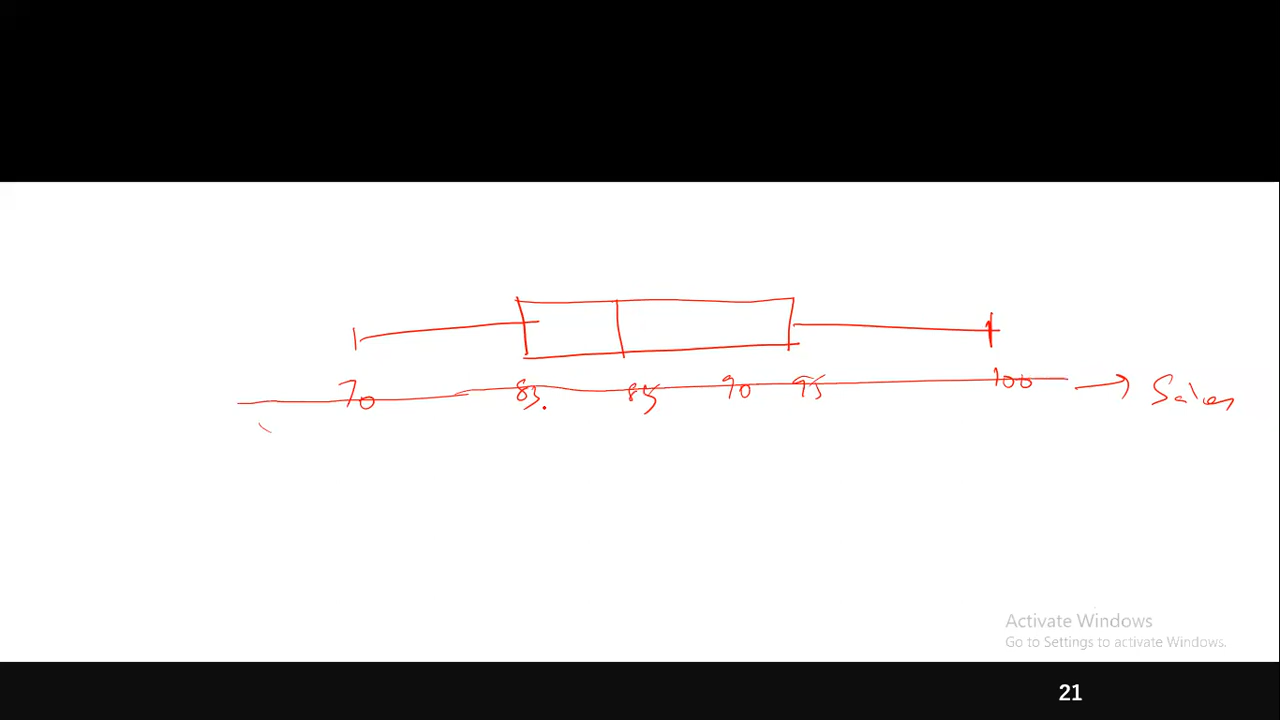 70 83. 85 90 95 100 → Sales
Activate Windows
Go to Settings to activate Windows.
21